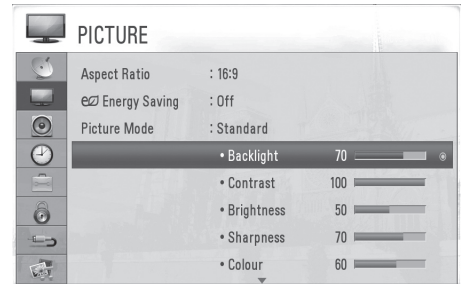 PICTURE
Aspect Ratio : 16:9
Energy Saving : Off
Picture Mode : Standard
• Backlight 70
• Contrast 100
• Brightness 50
• Sharpness 70
• Colour 60